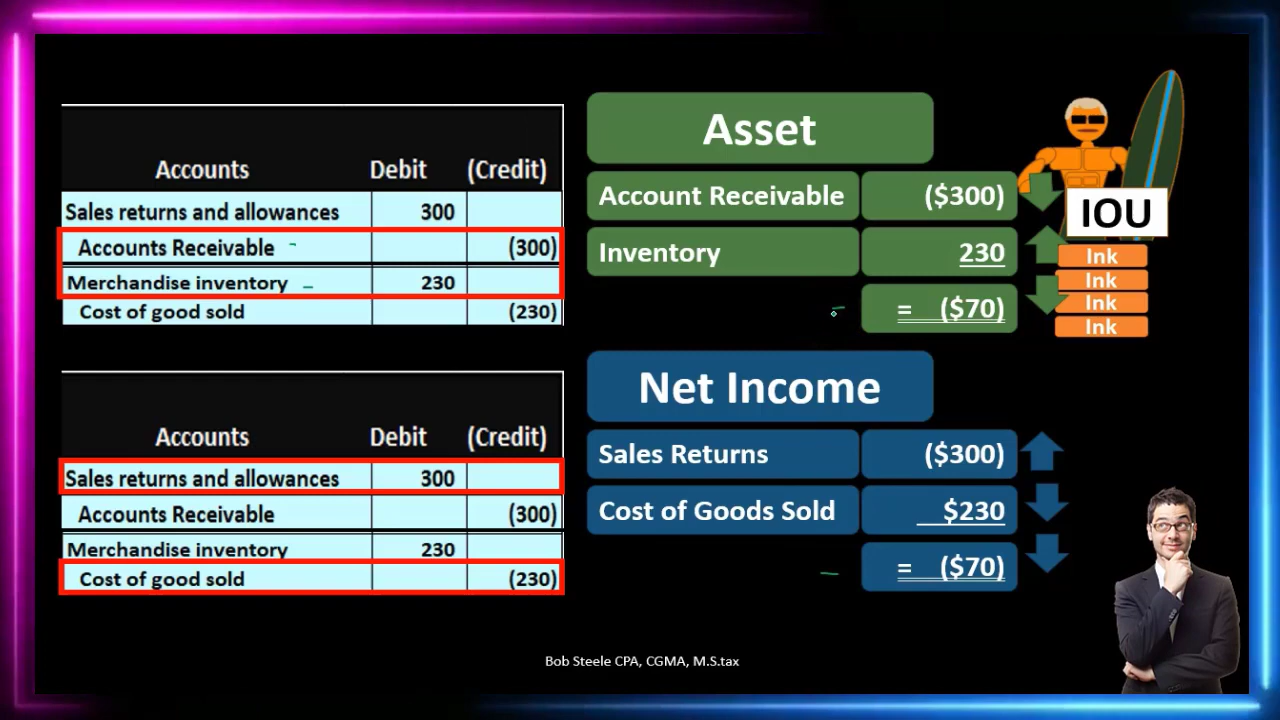 Accounts Debit (Credit)
Sales returns and allowances 300
Accounts Receivable (300)
Merchandise inventory 230
Cost of good sold (230)
Asset
Account Receivable ($300)
Inventory 230
= ($70)
IOU
Ink
Ink
Ink
Ink
Accounts Debit (Credit)
Sales returns and allowances 300
Accounts Receivable (300)
Merchandise inventory 230
Cost of good sold (230)
Net Income
Sales Returns ($300)
Cost of Goods Sold $230
= ($70)
Bob Steele CPA, CGMA, M.S.tax